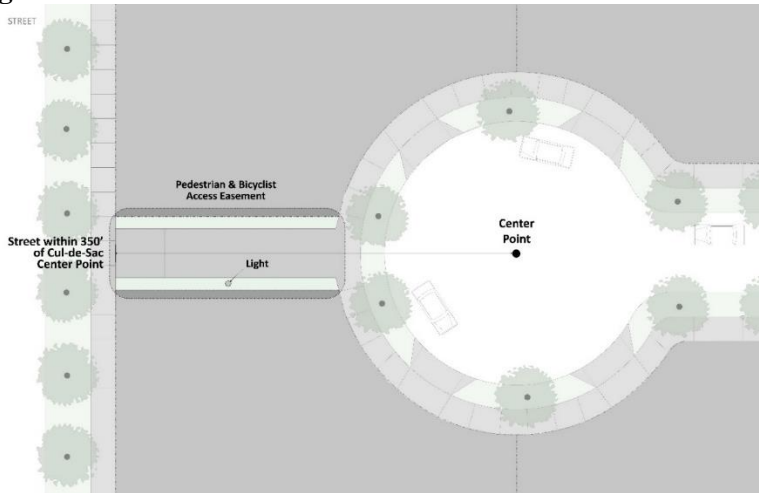 g
STREET
Pedestrian & Bicyclist
Access Easement
Street within 350'
of Cul-de-Sac
Center Point
Light
Center
Point